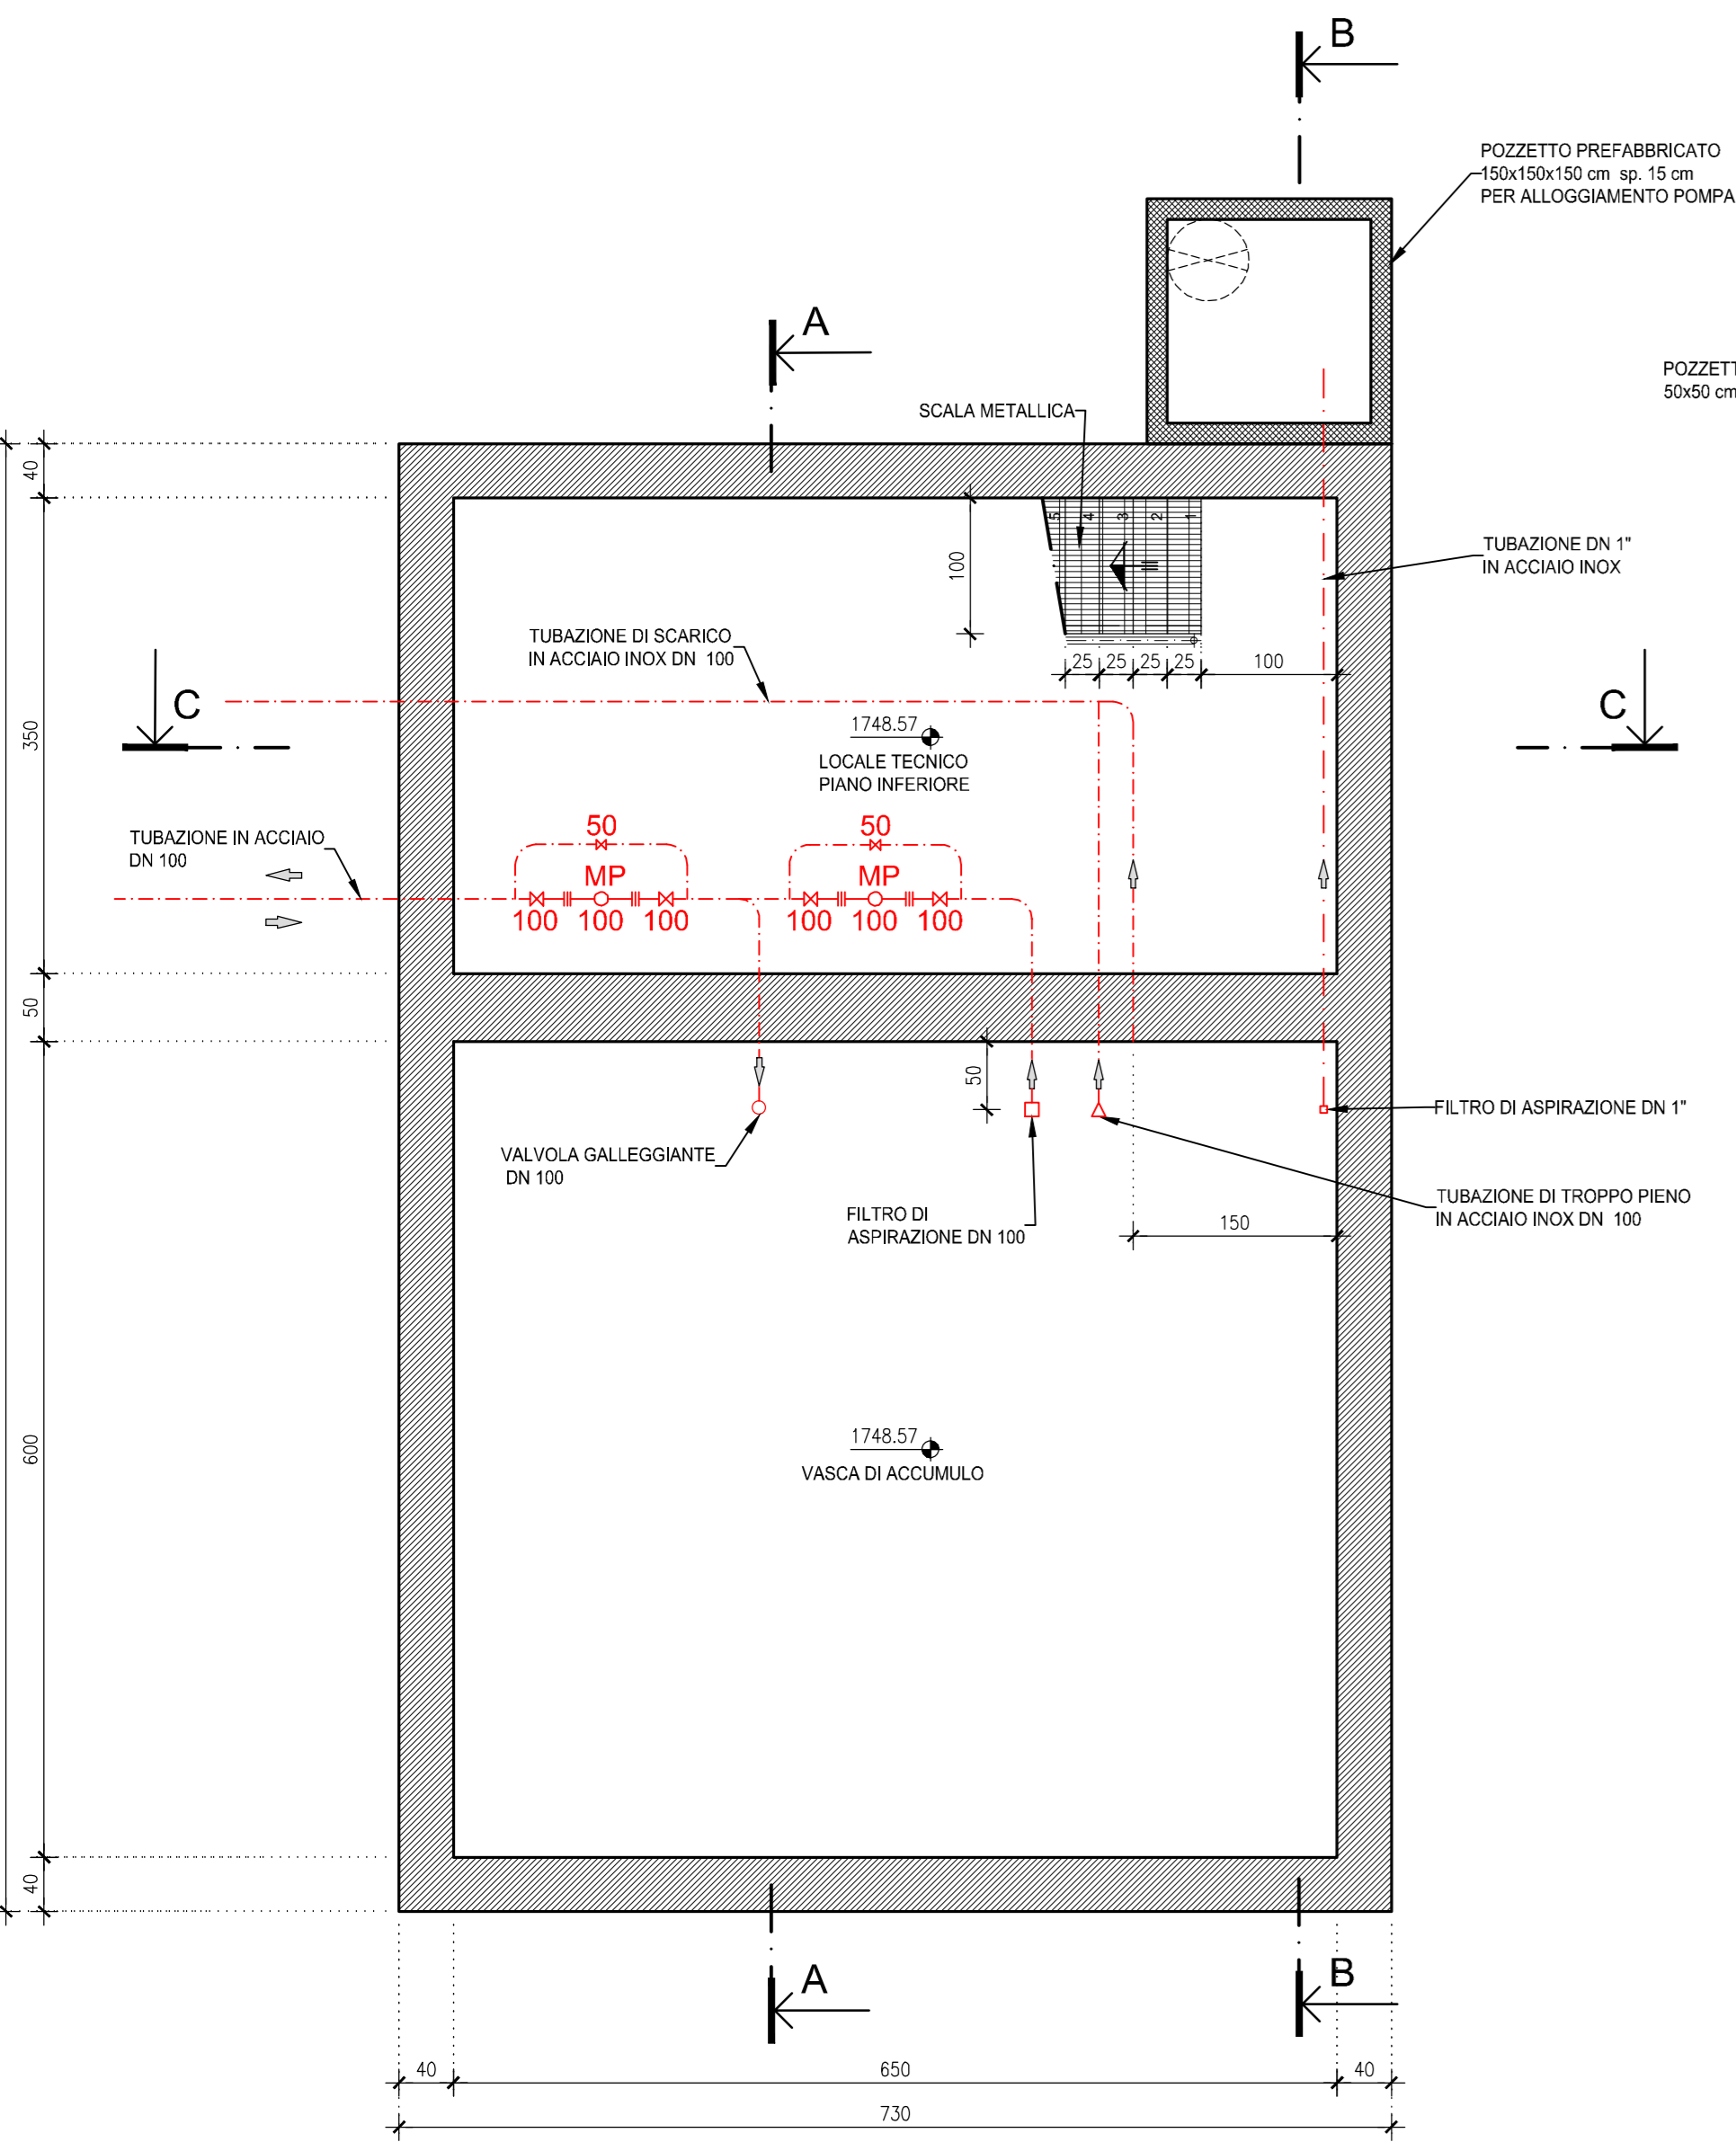 B
POZZETTO PREFABBRICATO
150x150x150 cm sp. 15 cm
PER ALLOGGIAMENTO POMPA
A
POZZETT
50x50 cm
SCALA METALLICA
40
5 4 3 2 1
100
TUBAZIONE DN 1"
IN ACCIAIO INOX
TUBAZIONE DI SCARICO
IN ACCIAIO INOX DN 100
25 25 25 25 100
C
C
350
1748.57
LOCALE TECNICO
PIANO INFERIORE
TUBAZIONE IN ACCIAIO
DN 100
50
50
MP
MP
100 100 100
100 100 100
50
50
FILTRO DI ASPIRAZIONE DN 1"
VALVOLA GALLEGGIANTE
DN 100
FILTRO DI
ASPIRAZIONE DN 100
TUBAZIONE DI TROPPO PIENO
IN ACCIAIO INOX DN 100
150
600
1748.57
VASCA DI ACCUMULO
40
A
B
40 650 40
730